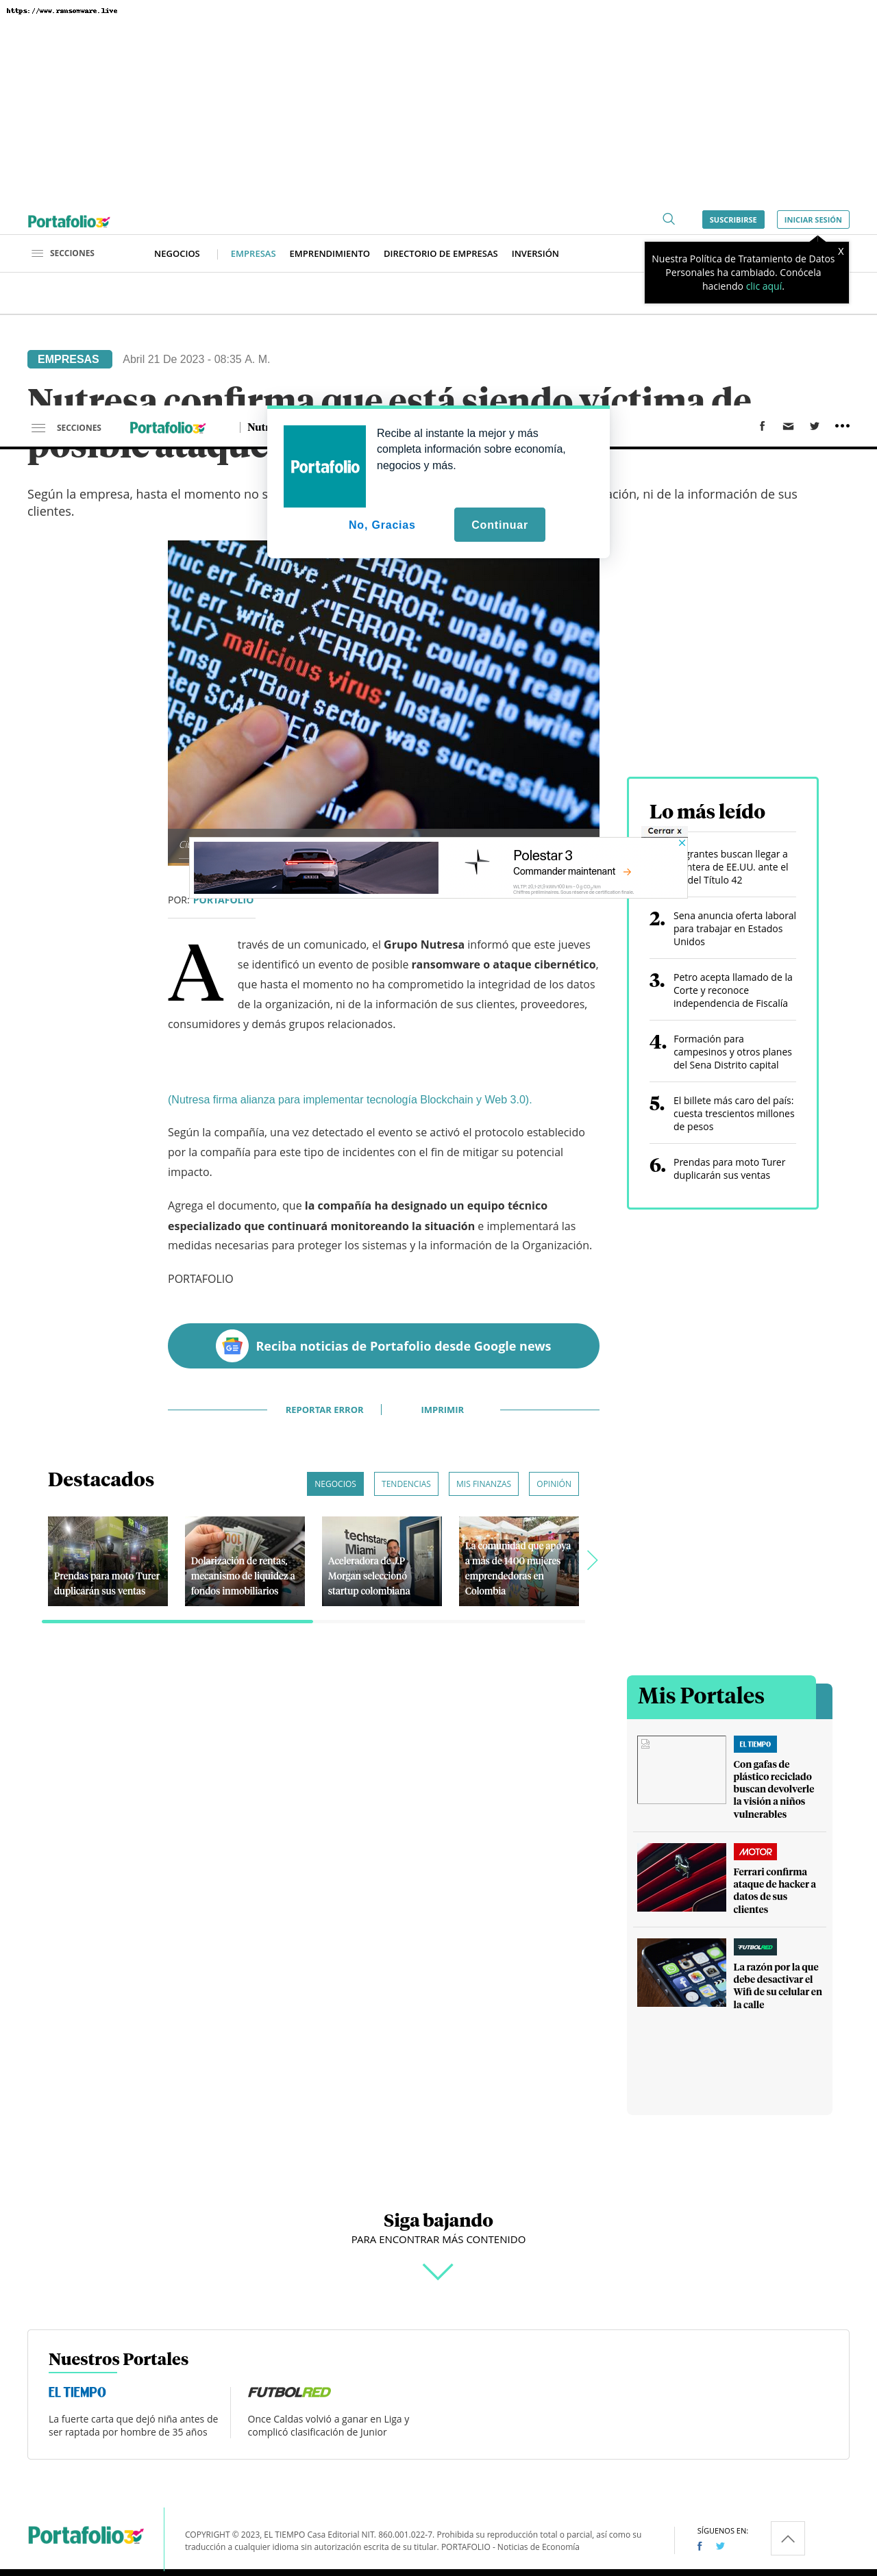 https://www.ransomware.live
Portafolio
SUSCRIBIRSE
INICIAR SESIÓN
SECCIONES
NEGOCIOS
EMPRESAS
EMPRENDIMIENTO
DIRECTORIO DE EMPRESAS
INVERSIÓN
X
Nuestra Política de Tratamiento de Datos
Personales ha cambiado. Conócela
haciendo clic aquí.
EMPRESAS
Abril 21 De 2023 - 08:35 A. M.
Nutresa confirma que está siendo víctima de
SECCIONES
Portafolio
posible ataque
Recibe al instante la mejor y más
completa información sobre economía,
negocios y más.
Portafolio
No, Gracias
Continuar
Según la empresa, hasta el momento no s
ación, ni de la información de sus
clientes.
ERROR: couldn't ope
ERROR: unable to mo
malicious virus;
install;
Polestar 3
Commander maintenant
Cerrar x
POR: PORTAFOLIO
A través de un comunicado, el Grupo Nutresa informó que este jueves
se identificó un evento de posible ransomware o ataque cibernético,
que hasta el momento no ha comprometido la integridad de los datos
de la organización, ni de la información de sus clientes, proveedores,
consumidores y demás grupos relacionados.
(Nutresa firma alianza para implementar tecnología Blockchain y Web 3.0).
Según la compañía, una vez detectado el evento se activó el protocolo establecido
por la compañía para este tipo de incidentes con el fin de mitigar su potencial
impacto.
Agrega el documento, que la compañía ha designado un equipo técnico
especializado que continuará monitoreando la situación e implementará las
medidas necesarias para proteger los sistemas y la información de la Organización.
PORTAFOLIO
Reciba noticias de Portafolio desde Google news
REPORTAR ERROR
IMPRIMIR
Lo más leído
grantes buscan llegar a
ntera de EE.UU. ante el
del Título 42
2. Sena anuncia oferta laboral
para trabajar en Estados
Unidos
3. Petro acepta llamado de la
Corte y reconoce
independencia de Fiscalía
4. Formación para
campesinos y otros planes
del Sena Distrito capital
5. El billete más caro del país:
cuesta trescientos millones
de pesos
6. Prendas para moto Turer
duplicarán sus ventas
Destacados
NEGOCIOS
TENDENCIAS
MIS FINANZAS
OPINIÓN
Prendas para moto Turer
duplicarán sus ventas
Dolarización de rentas,
mecanismo de liquidez a
fondos inmobiliarios
techstars
Miami
Aceleradora de J.P
Morgan seleccionó
startup colombiana
La comunidad que apoya
a más de 1400 mujeres
emprendedoras en
Colombia
Mis Portales
EL TIEMPO
Con gafas de
plástico reciclado
buscan devolverle
la visión a niños
vulnerables
MOTOR
Ferrari confirma
ataque de hacker a
datos de sus
clientes
FUTBOLRED
La razón por la que
debe desactivar el
Wifi de su celular en
la calle
Siga bajando
PARA ENCONTRAR MÁS CONTENIDO
Nuestros Portales
EL TIEMPO
La fuerte carta que dejó niña antes de
ser raptada por hombre de 35 años
FUTBOLRED
Once Caldas volvió a ganar en Liga y
complicó clasificación de Junior
Portafolio
COPYRIGHT © 2023, EL TIEMPO Casa Editorial NIT. 860.001.022-7. Prohibida su reproducción total o parcial, así como su
traducción a cualquier idioma sin autorización escrita de su titular. PORTAFOLIO - Noticias de Economía
SÍGUENOS EN: